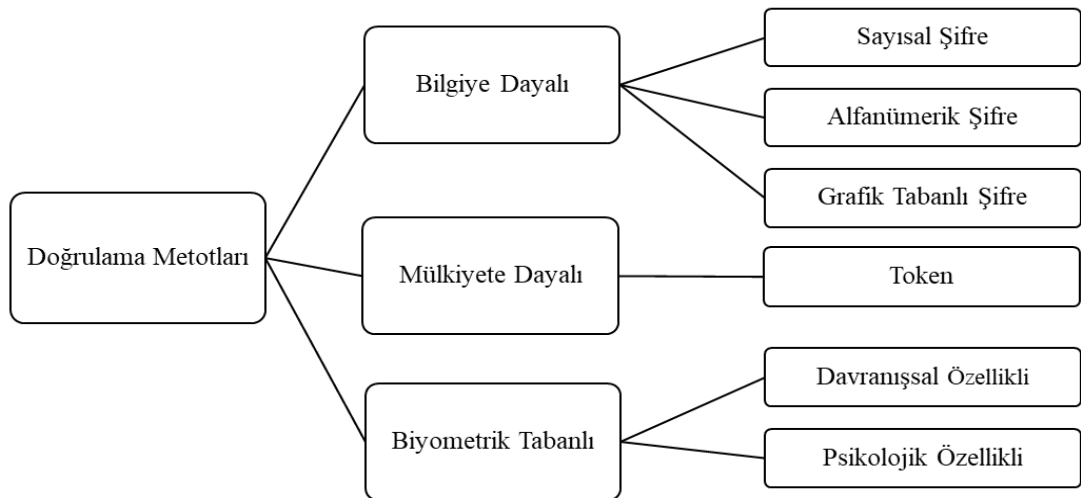 Doğrulama Metotları
Bilgiye Dayalı
Sayısal Şifre
Alfanümerik Şifre
Grafik Tabanlı Şifre
Mülkiyete Dayalı
Token
Biyometrik Tabanlı
Davranışsal Özellikli
Psikolojik Özellikli